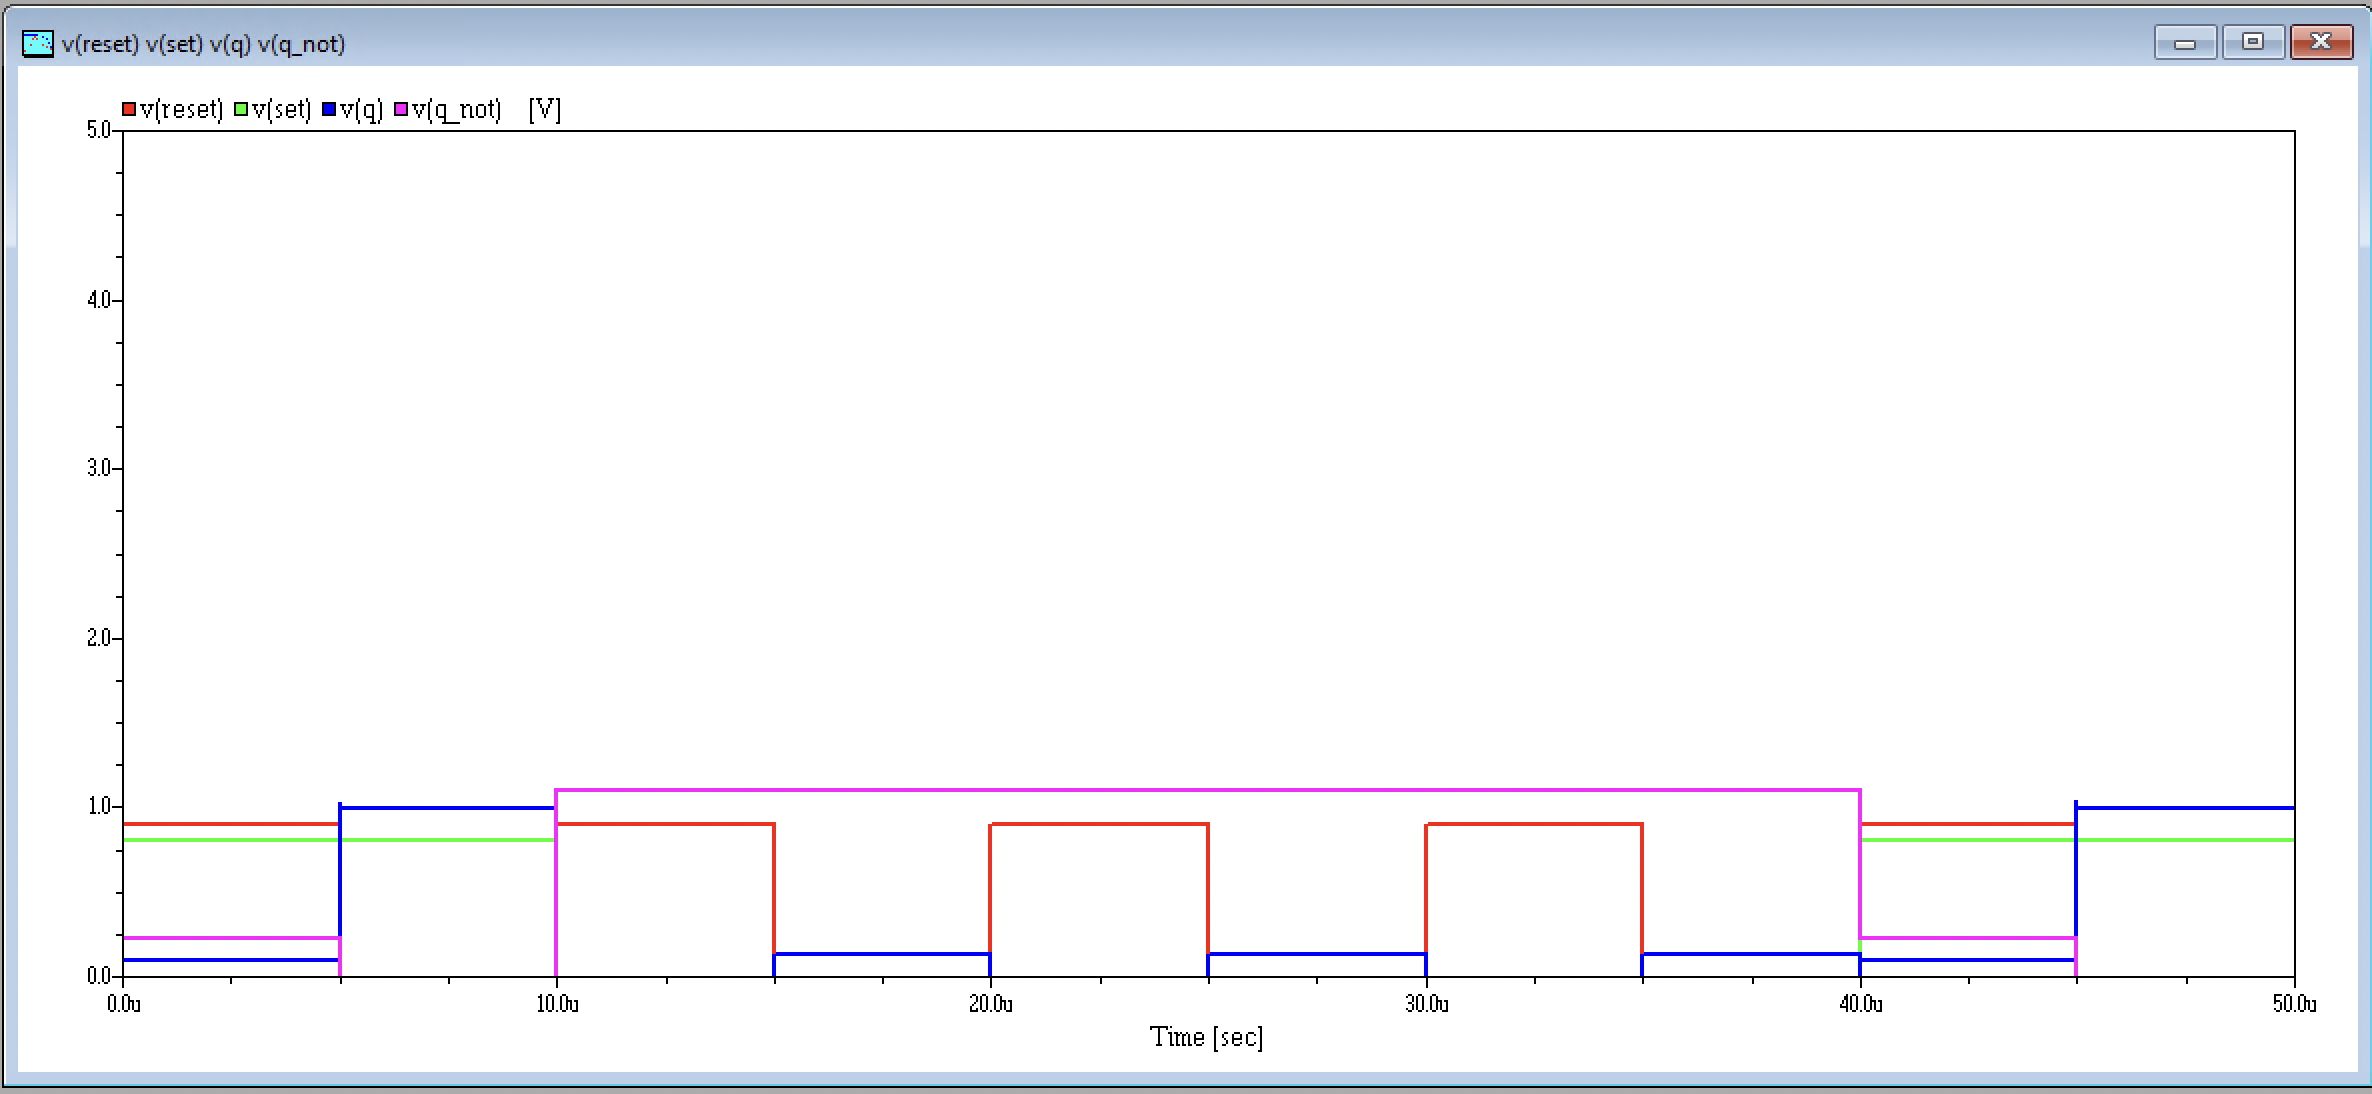 v(reset) v(set) v(q) v(q_not)
v(reset) v(set) v(q) v(q_not) [V]
5.0
4.0
3.0
2.0
1.0
0.0
0.0u 10.0u 20.0u 30.0u 40.0u 50.0u
Time [sec]